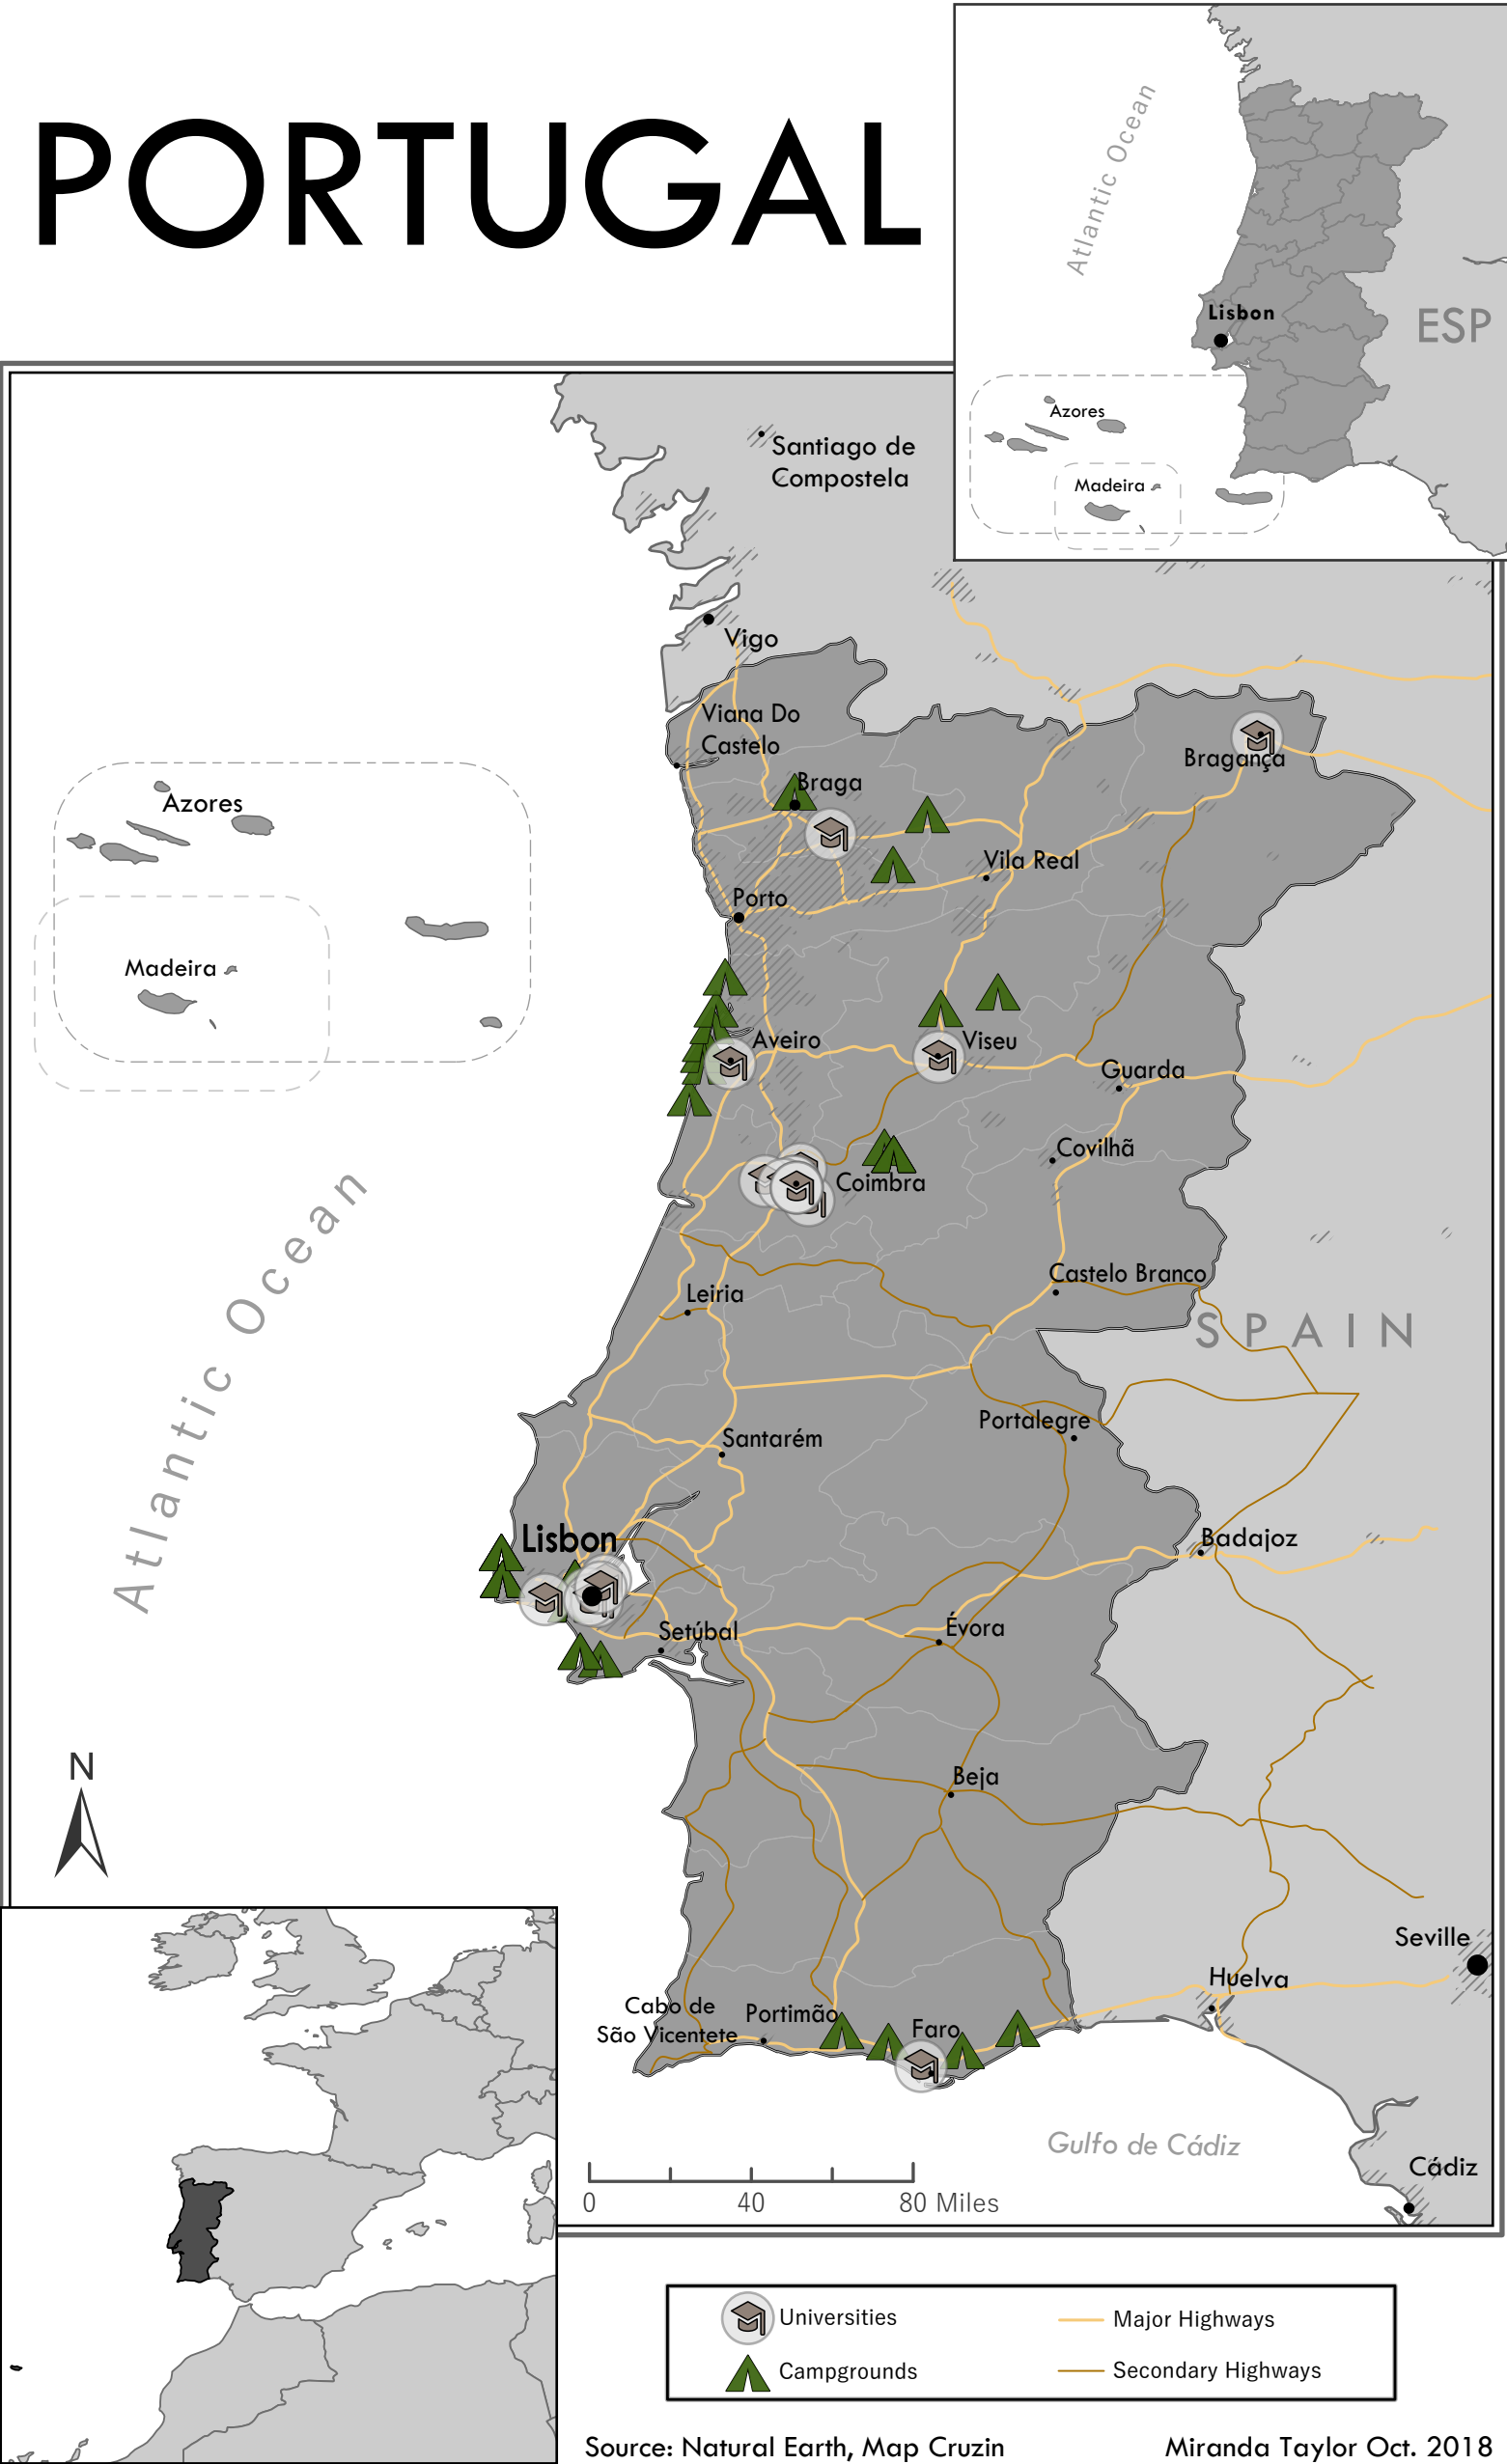 PORTUGAL
Atlantic Ocean
Lisbon
ESP
Azores
Madeira
Santiago de
Compostela
Vigo
Viana Do
Castelo
Bragança
Braga
Azores
Vila Real
Porto
Madeira
Aveiro
Viseu
Guarda
Covilhã
Coimbra
Atlantic Ocean
Castelo Branco
Leiria
SPAIN
Portalegre
Santarém
Lisbon
Badajoz
Setúbal
Évora
N
Beja
Seville
Huelva
Cabo de
São Vicentete
Portimão
Faro
Gulfo de Cádiz
Cádiz
0 40 80 Miles
Universities
Major Highways
Campgrounds
Secondary Highways
Source: Natural Earth, Map Cruzin
Miranda Taylor Oct. 2018